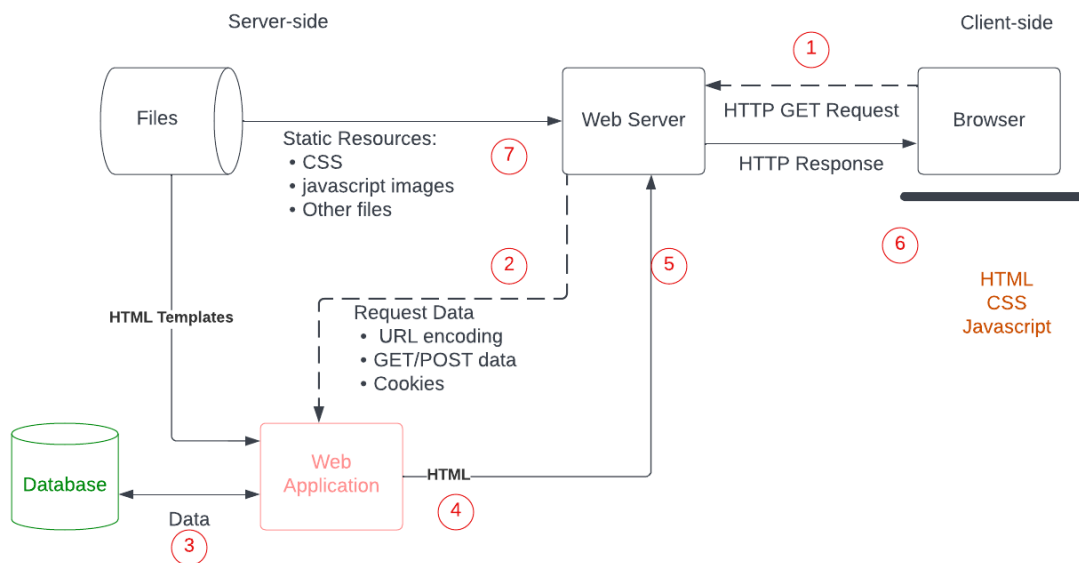 Server-side
Client-side
1
Files
Web Server
HTTP GET Request
Browser
Static Resources:
• CSS
• javascript images
• Other files
7
HTTP Response
6
2
5
HTML
CSS
Javascript
HTML Templates
Request Data
• URL encoding
• GET/POST data
• Cookies
Database
Web
Application
HTML
4
Data
3